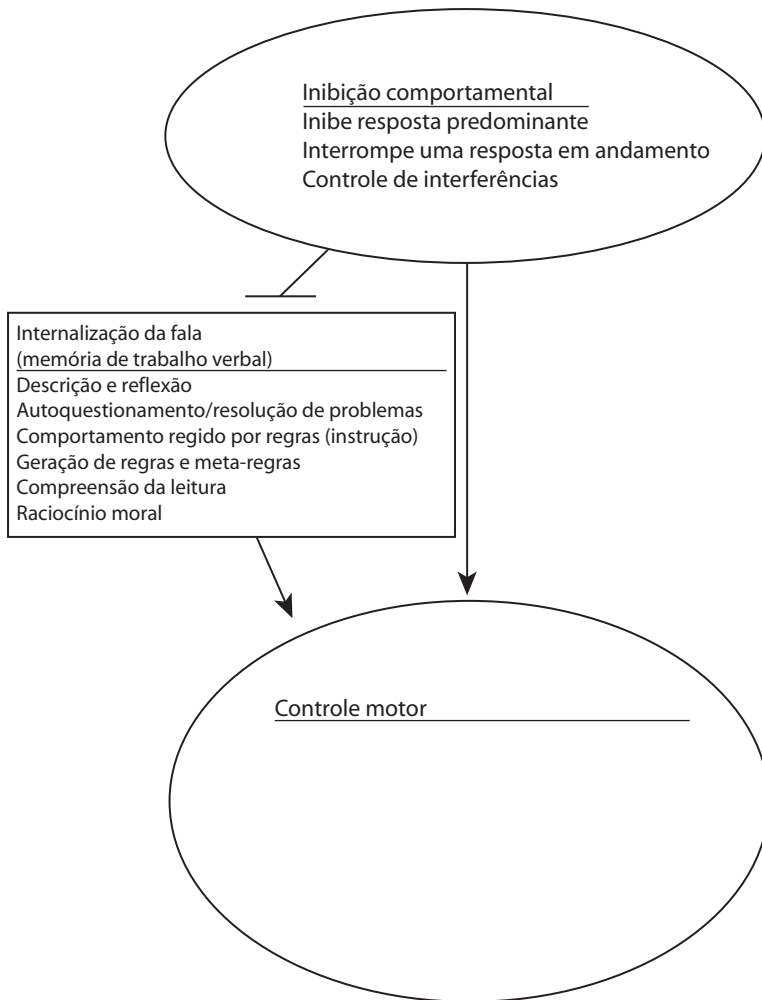 Inibição comportamental
Inibe resposta predominante
Interrompe uma resposta em andamento
Controle de interferências
Internalização da fala
(memória de trabalho verbal)
Descrição e reflexão
Autoquestionamento/resolução de problemas
Comportamento regido por regras (instrução)
Geração de regras e meta-regras
Compreensão da leitura
Raciocínio moral
Controle motor